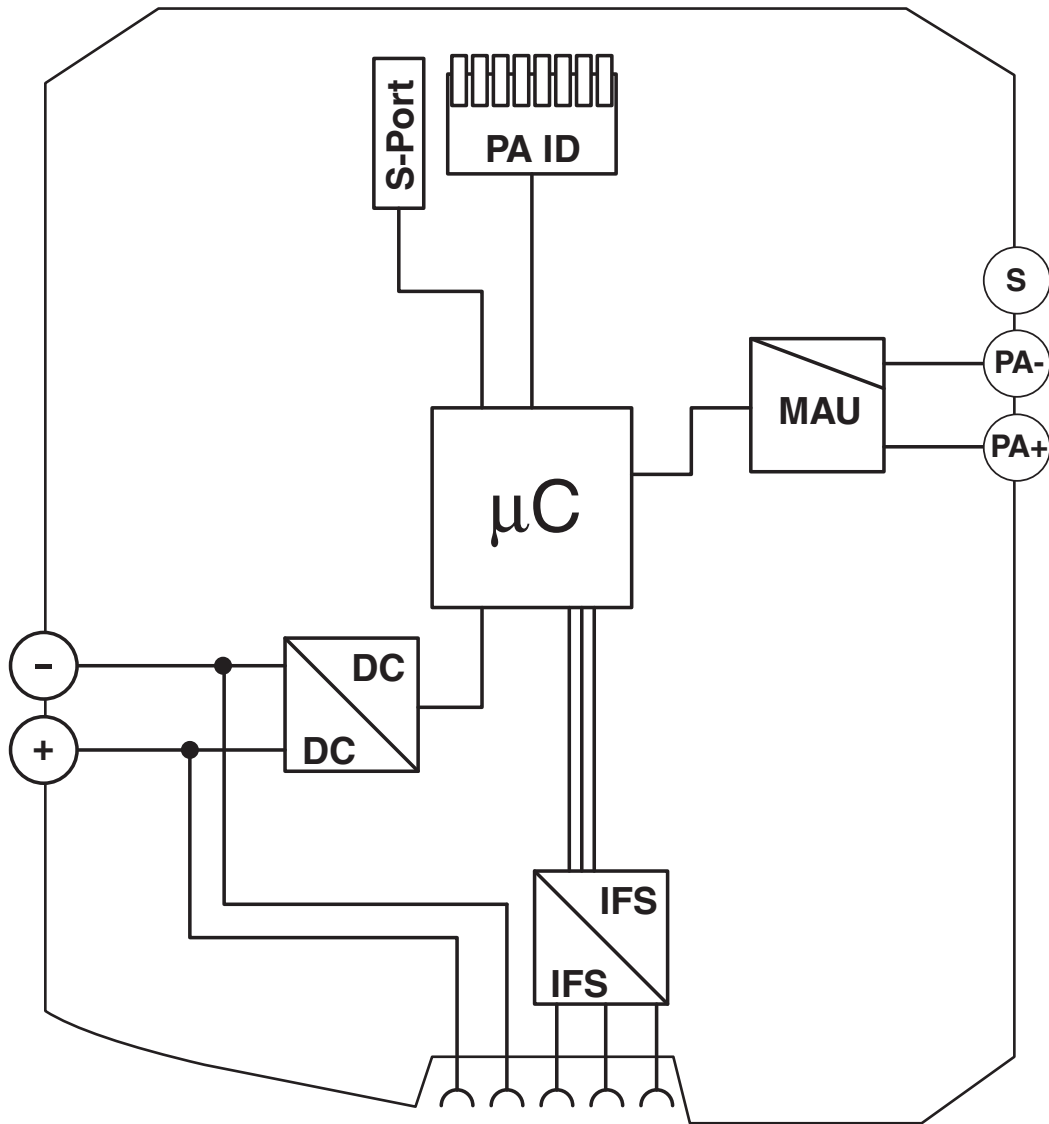 S-Port
PA ID
S
PA-
MAU
PA+
µC
-
DC
+
DC
IFS
IFS